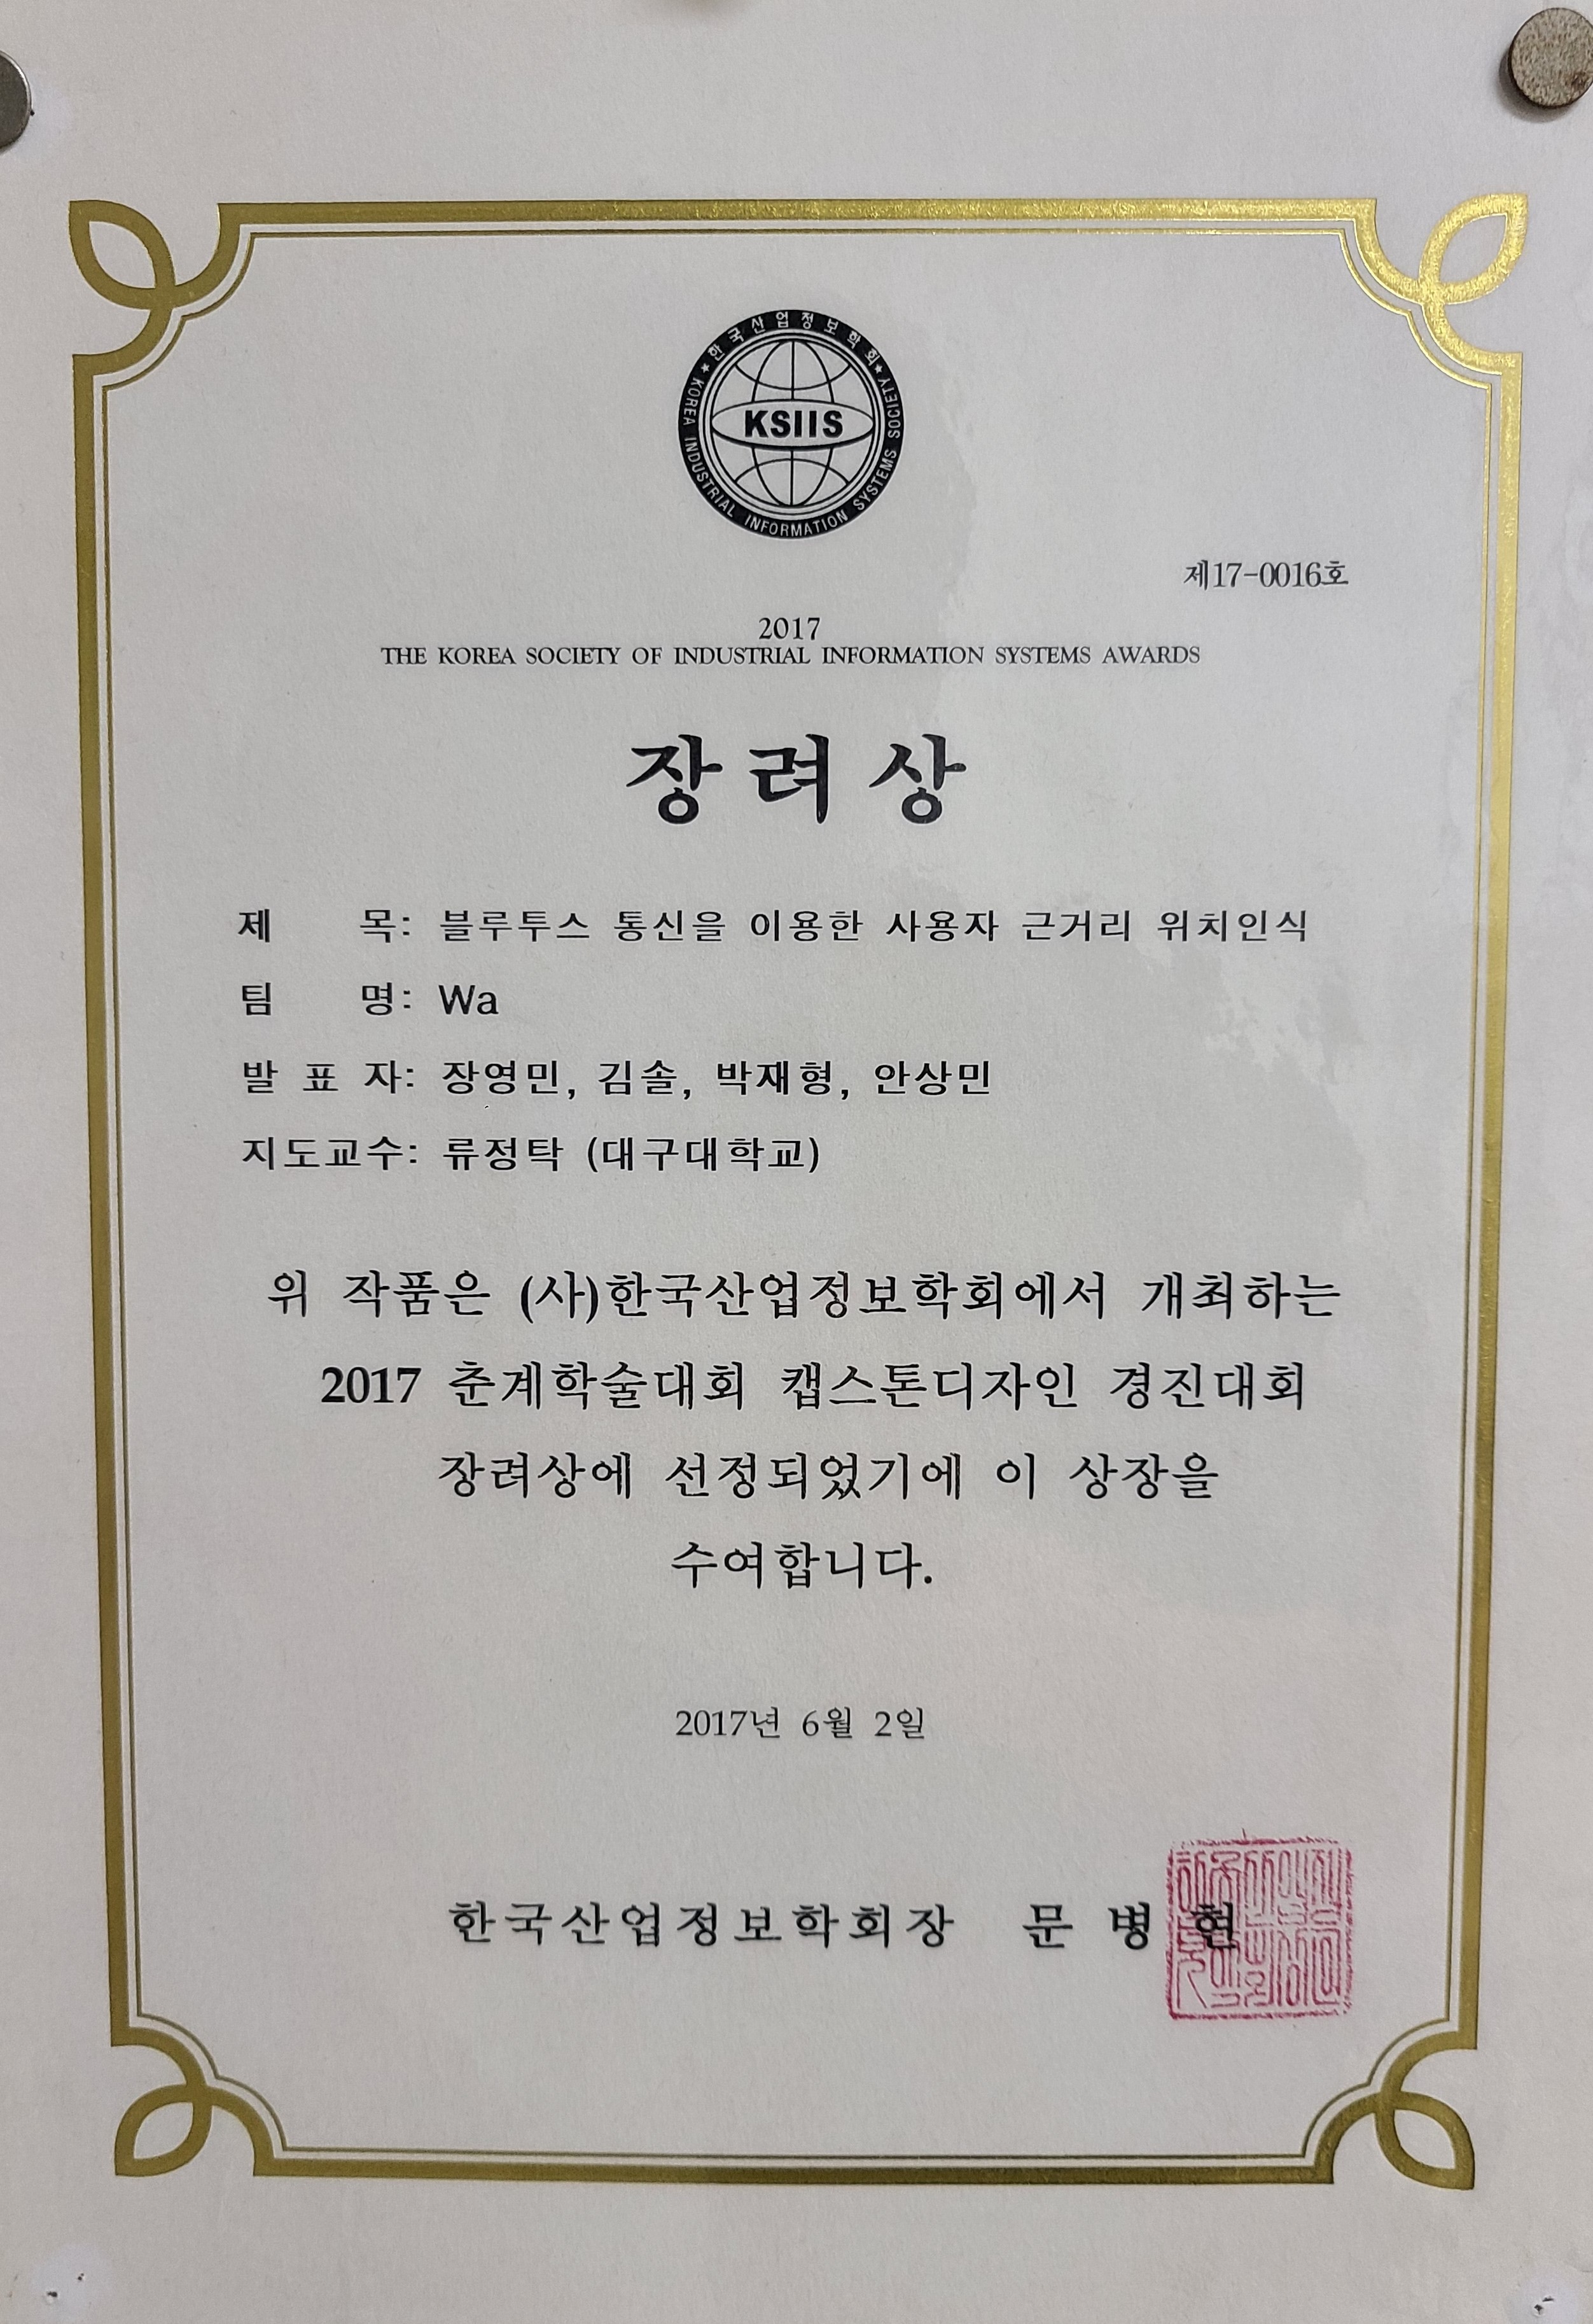 한국산업정보학회
KOREA INDUSTRIAL INFORMATION SYSTEMS SOCIETY
KSIIS
제17-0016호
2017
THE KOREA SOCIETY OF INDUSTRIAL INFORMATION SYSTEMS AWARDS
장려상
제 목: 블루투스 통신을 이용한 사용자 근거리 위치인식
팀 명: Wa
발 표 자: 장영민, 김솔, 박재형, 안상민
지도교수: 류정탁 (대구대학교)
위 작품은 (사)한국산업정보학회에서 개최하는
2017 춘계학술대회 캡스톤디자인 경진대회
장려상에 선정되었기에 이 상장을
수여합니다.
2017년 6월 2일
한국산업정보학회장 문 병 현